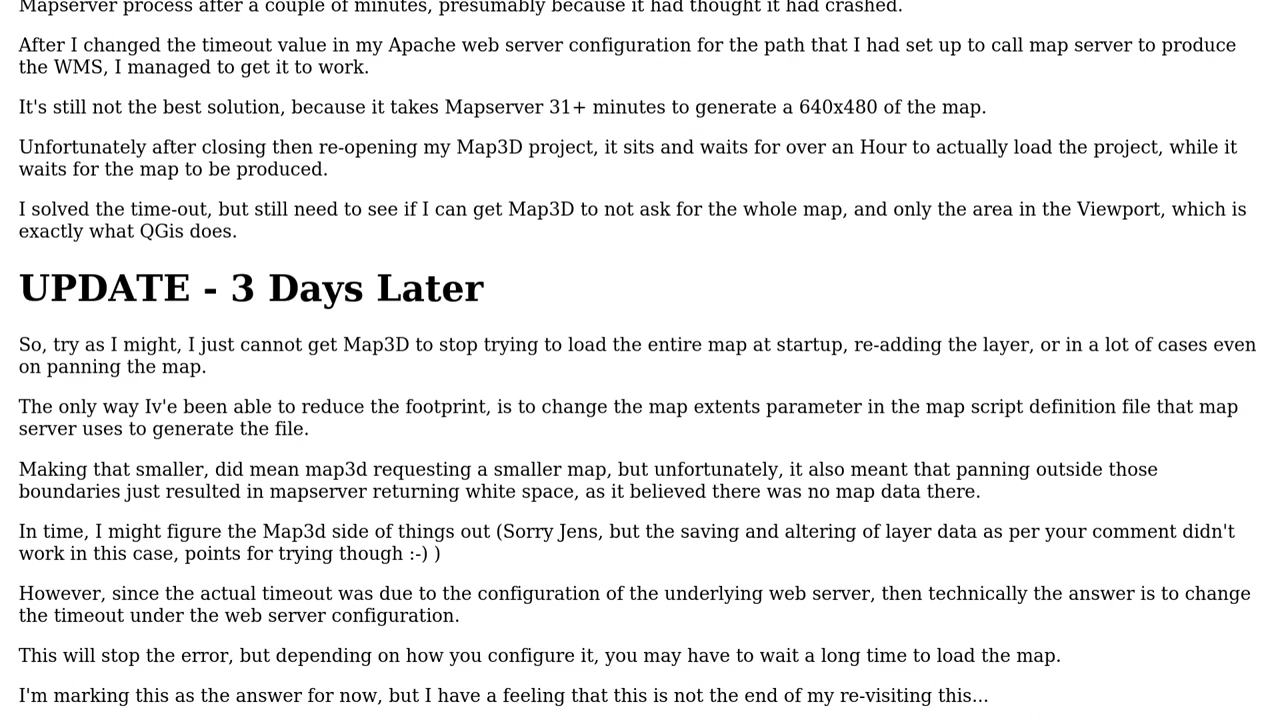 Mapserver process after a couple of minutes, presumably because it had thought it had crashed.
After I changed the timeout value in my Apache web server configuration for the path that I had set up to call map server to produce
the WMS, I managed to get it to work.
It's still not the best solution, because it takes Mapserver 31+ minutes to generate a 640x480 of the map.
Unfortunately after closing then re-opening my Map3D project, it sits and waits for over an Hour to actually load the project, while it
waits for the map to be produced.
I solved the time-out, but still need to see if I can get Map3D to not ask for the whole map, and only the area in the Viewport, which is
exactly what QGis does.
UPDATE - 3 Days Later
So, try as I might, I just cannot get Map3D to stop trying to load the entire map at startup, re-adding the layer, or in a lot of cases even
on panning the map.
The only way Iv'e been able to reduce the footprint, is to change the map extents parameter in the map script definition file that map
server uses to generate the file.
Making that smaller, did mean map3d requesting a smaller map, but unfortunately, it also meant that panning outside those
boundaries just resulted in mapserver returning white space, as it believed there was no map data there.
In time, I might figure the Map3d side of things out (Sorry Jens, but the saving and altering of layer data as per your comment didn't
work in this case, points for trying though :-) )
However, since the actual timeout was due to the configuration of the underlying web server, then technically the answer is to change
the timeout under the web server configuration.
This will stop the error, but depending on how you configure it, you may have to wait a long time to load the map.
I'm marking this as the answer for now, but I have a feeling that this is not the end of my re-visiting this...